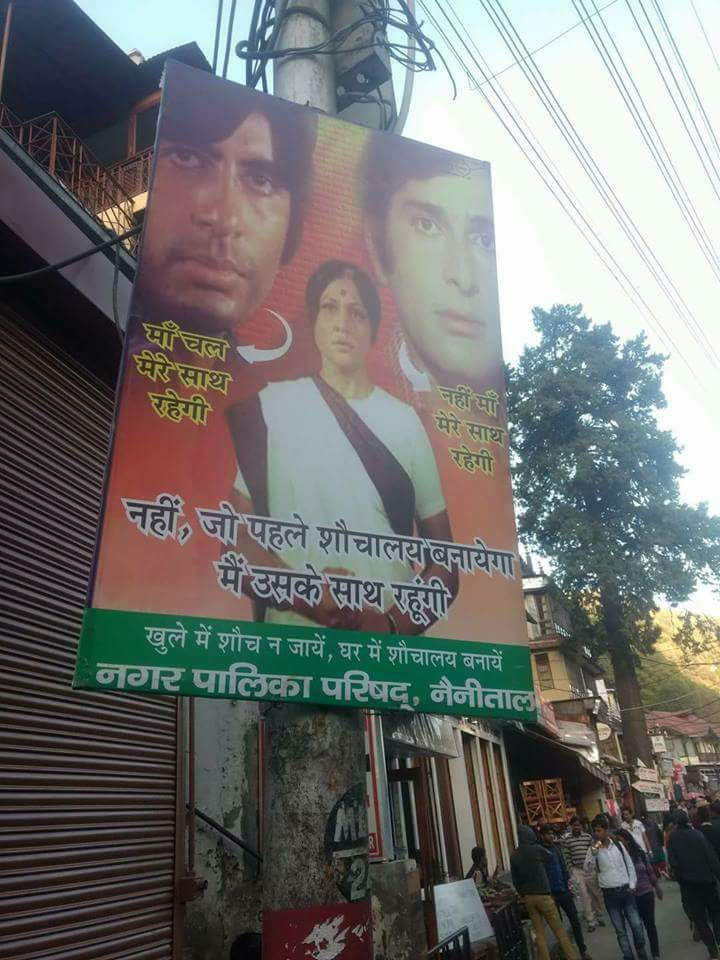 माँ चल
मेरे साथ
रहेगी
नहीं माँ
मेरे साथ
रहेगी
नहीं, जो पहले शौचालय बनायेगा
मैं उसके साथ रहूंगी
खुले में शौच न जायें, घर में शौचालय बनायें
नगर पालिका परिषद्, नैनीताल